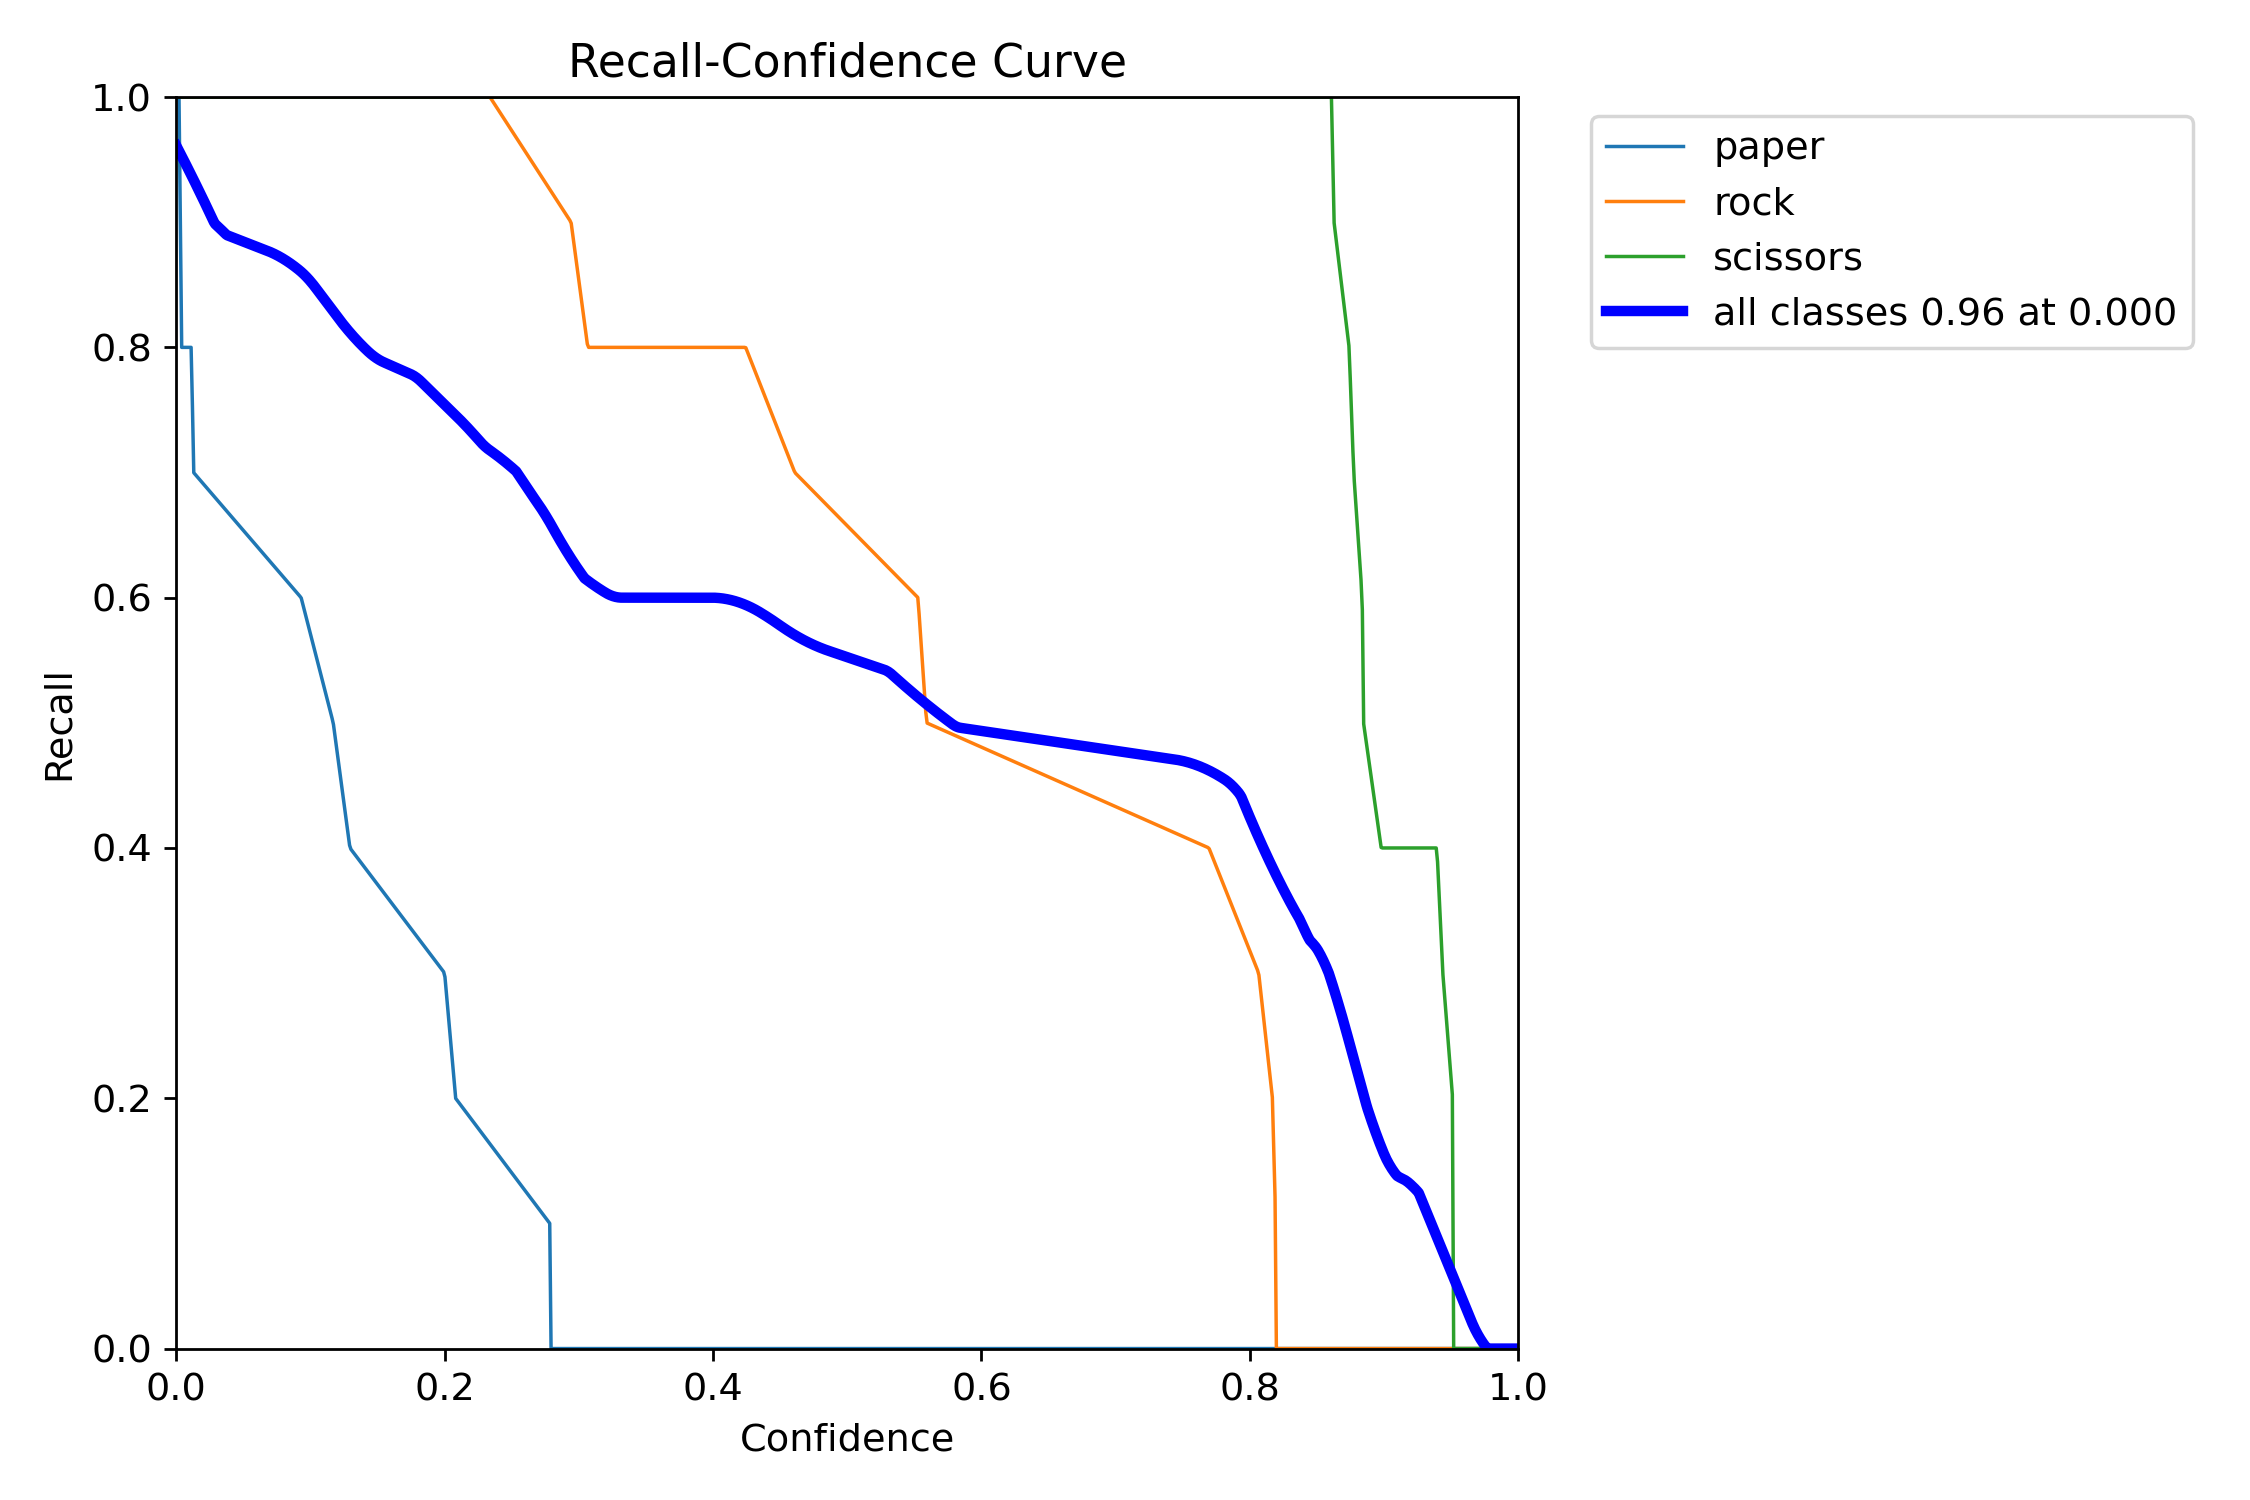 Recall-Confidence Curve
1.0
0.8
0.6
0.4
0.2
0.0
Recall
0.0 0.2 0.4 0.6 0.8 1.0
Confidence
paper
rock
scissors
all classes 0.96 at 0.000